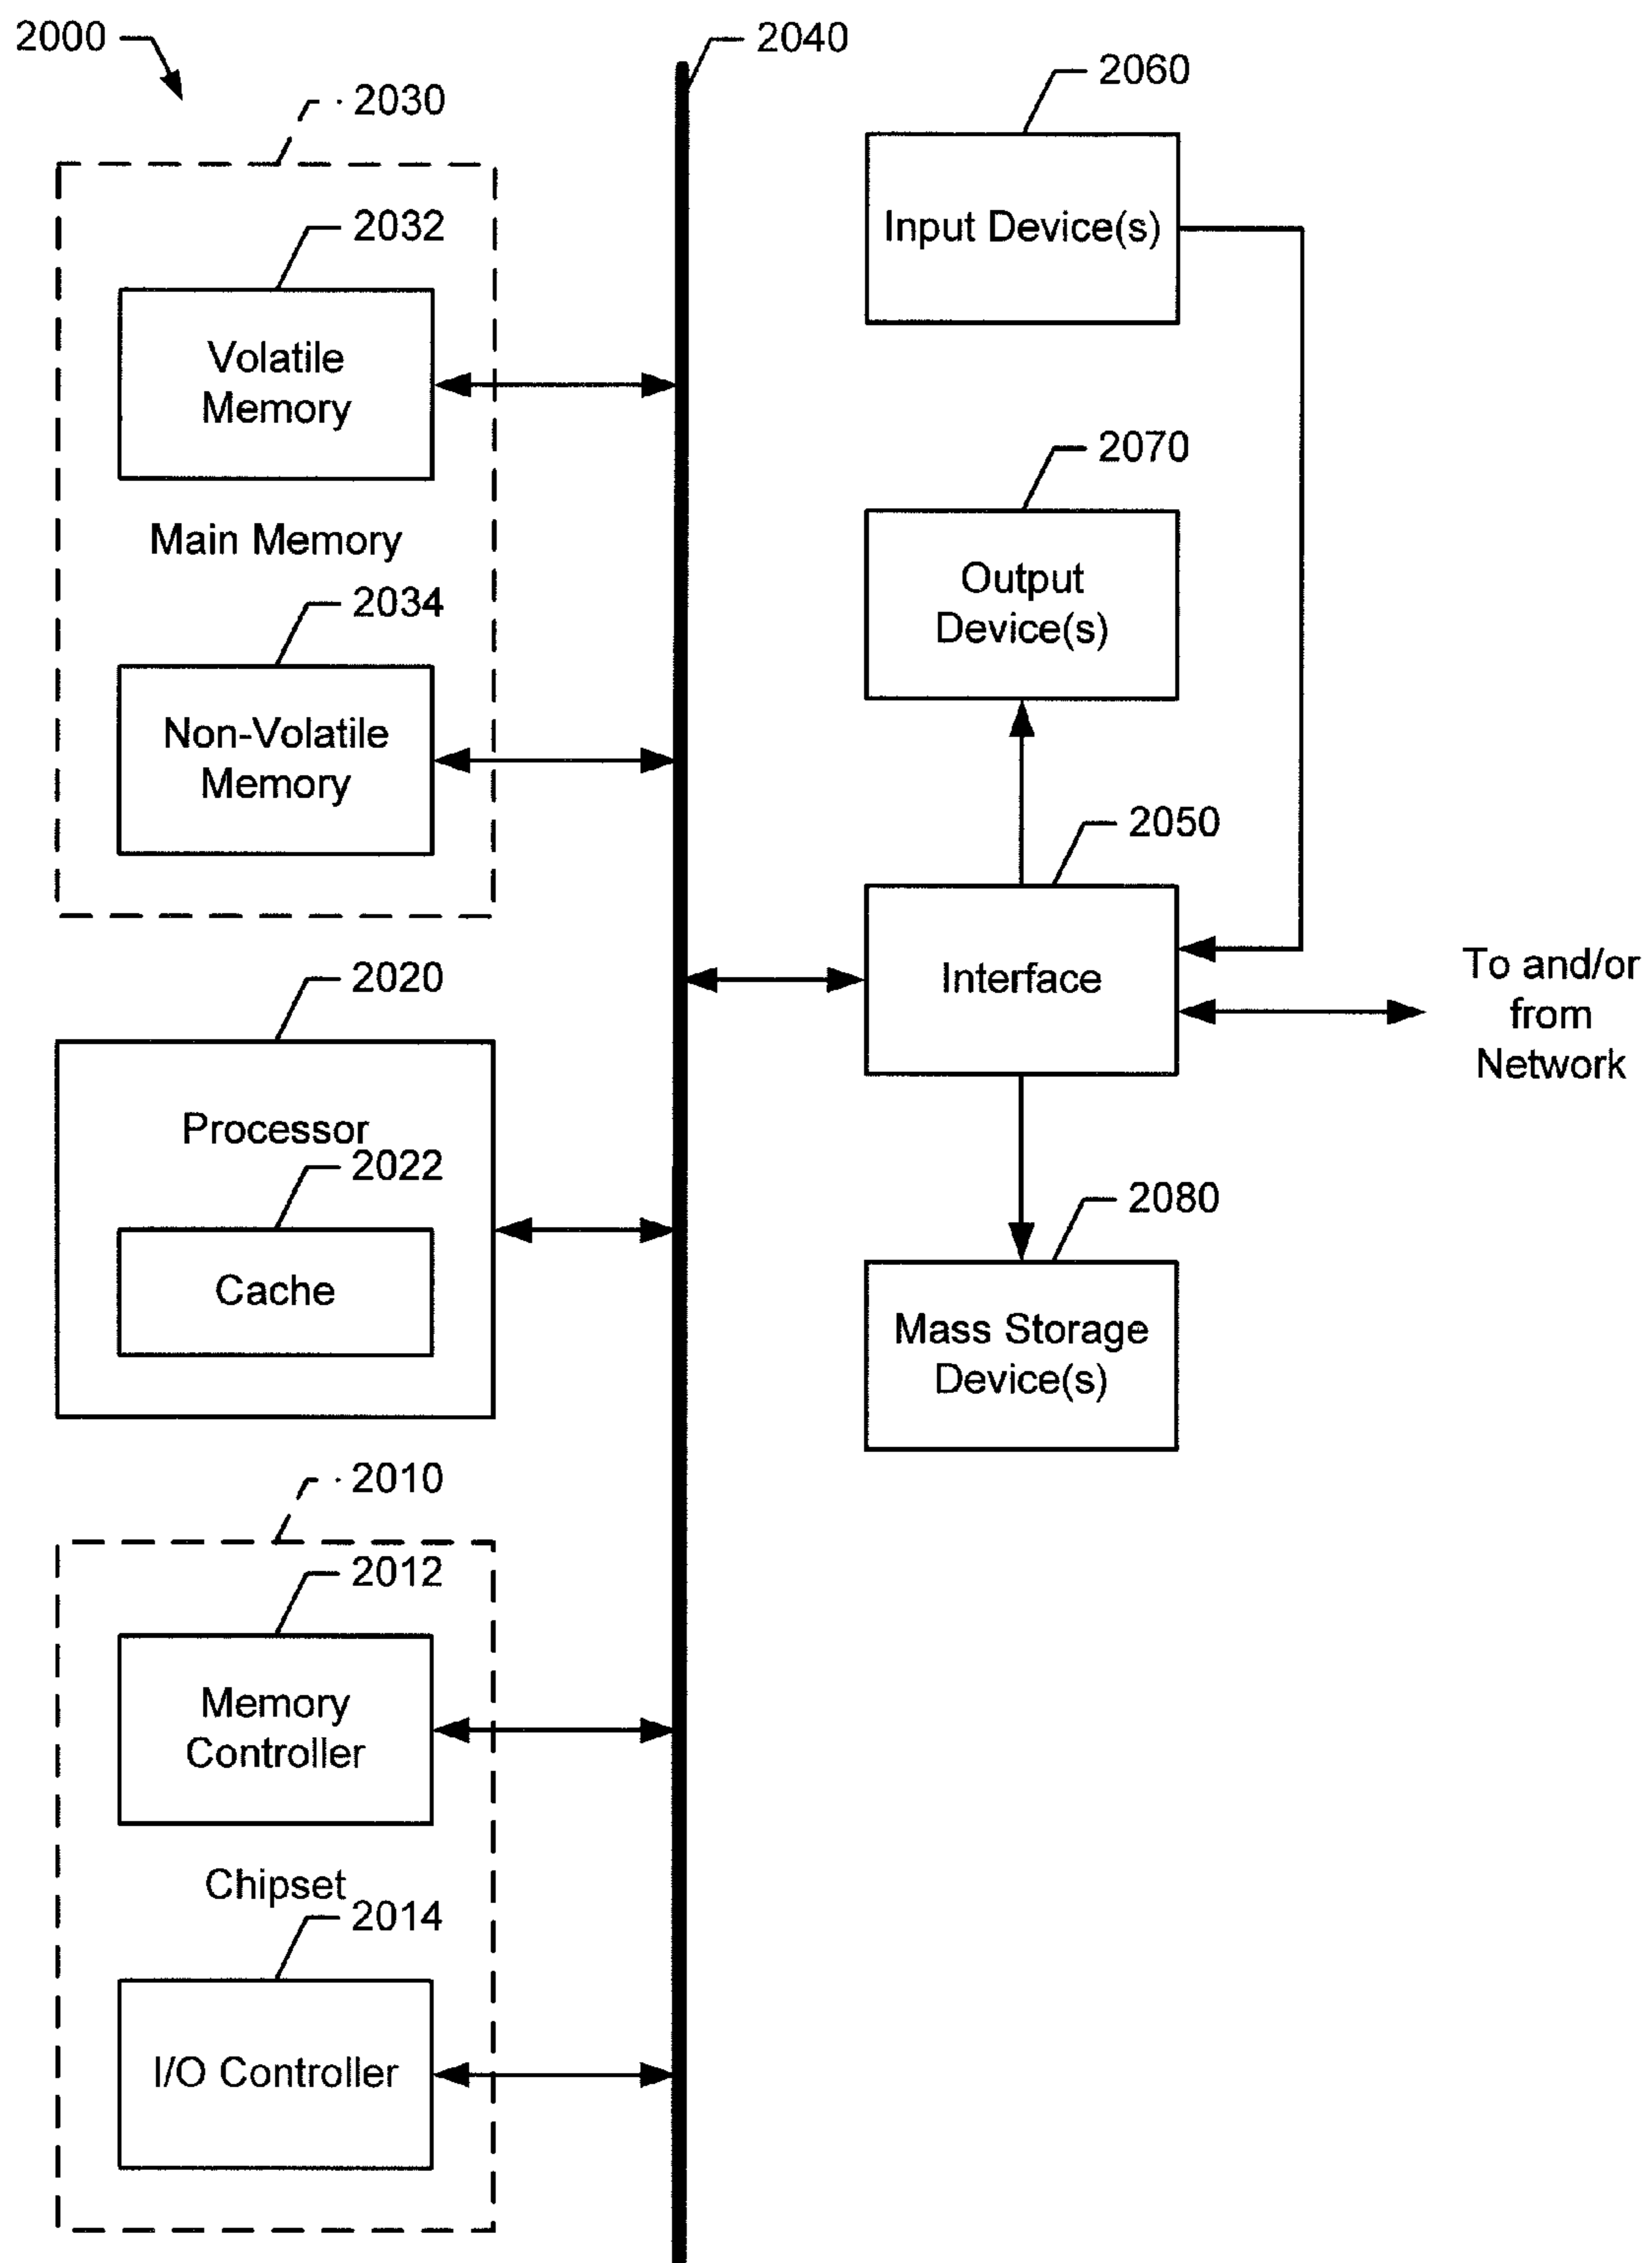 2000
2040
2030
2060
2032
Input Device(s)
Volatile
Memory
2070
Main Memory
Output
Device(s)
2034
Non-Volatile
Memory
2050
2020
Interface
To and/or
from
Network
Processor
2022
2080
Cache
Mass Storage
Device(s)
2010
2012
Memory
Controller
Chipset
2014
I/O Controller